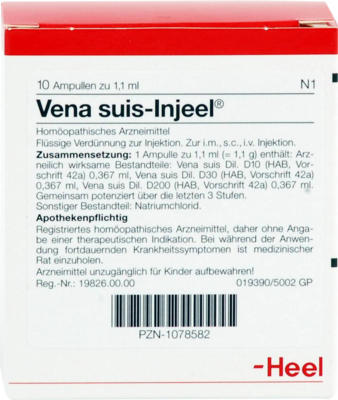 10 Ampullen zu 1,1 ml N1
Vena suis-Injeel®
Homöopathisches Arzneimittel
Flüssige Verdünnung zur Injektion. Zur i.m., s.c., i.v. Injektion.
Zusammensetzung: 1 Ampulle zu 1,1 ml (= 1,1 g) enthält: Arz-
neilich wirksame Bestandteile: Vena suis Dil. D10 (HAB, Vor-
schrift 42a) 0,367 ml, Vena suis Dil. D30 (HAB, Vorschrift 42a)
0,367 ml, Vena suis Dil. D200 (HAB, Vorschrift 42a) 0,367 ml.
Gemeinsam potenziert über die letzten 3 Stufen.
Sonstiger Bestandteil: Natriumchlorid.
Apothekenpflichtig
Registriertes homöopathisches Arzneimittel, daher ohne Anga-
be einer therapeutischen Indikation. Bei während der Anwen-
dung fortdauernden Krankheitssymptomen ist medizinischer
Rat einzuholen.
Arzneimittel unzugänglich für Kinder aufbewahren!
Reg.-Nr.: 19826.00.00 019390/5002 GP
PZN-1078582
-Heel